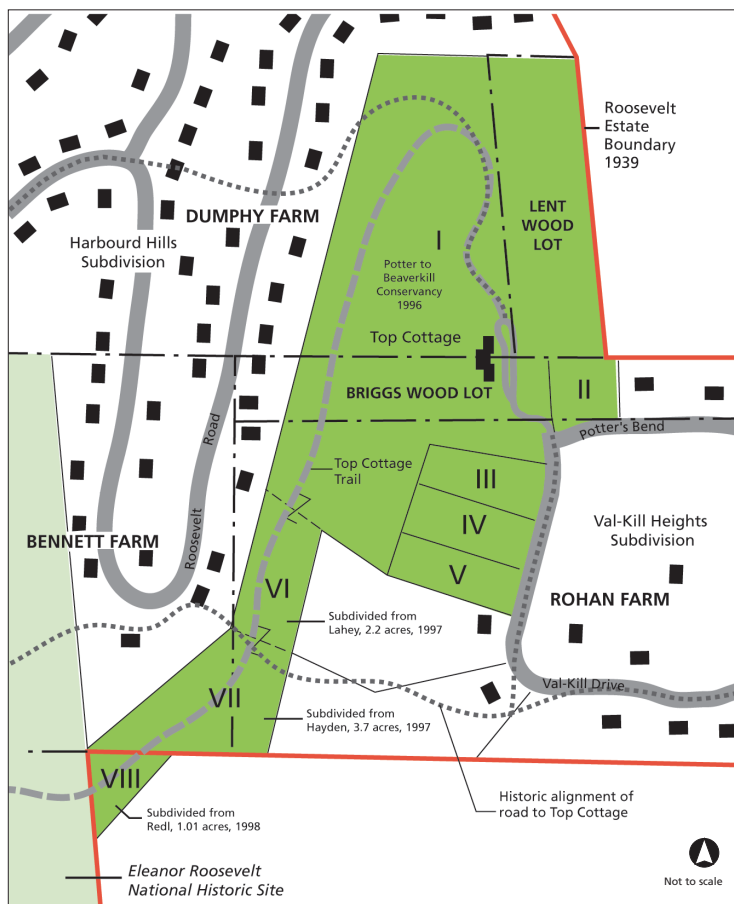 Roosevelt
Estate
Boundary
1939
LENT
WOOD
LOT
DUMPHY FARM
Harbourd Hills
Subdivision
I
Potter to
Beaverkill
Conservancy
1996
Top Cottage
BRIGGS WOOD LOT
II
Potter's Bend
Road
Roosevelt
Top Cottage
Trail
III
IV
V
Val-Kill Heights
Subdivision
BENNETT FARM
ROHAN FARM
VI
Subdivided from
Lahey, 2.2 acres, 1997
Val-Kill Drive
VII
Subdivided from
Hayden, 3.7 acres, 1997
VIII
Subdivided from
Redl, 1.01 acres, 1998
Historic alignment of
road to Top Cottage
Eleanor Roosevelt
National Historic Site
Not to scale